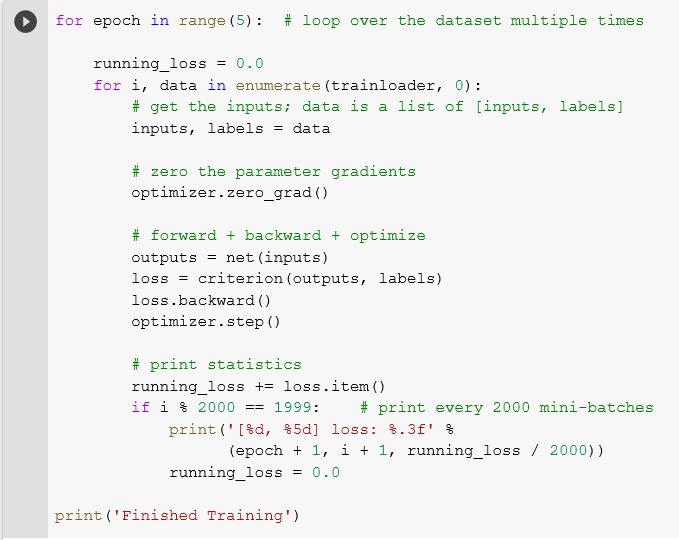 for epoch in range(5):  # loop over the dataset multiple times

    running_loss = 0.0
    for i, data in enumerate(trainloader, 0):
        # get the inputs; data is a list of [inputs, labels]
        inputs, labels = data

        # zero the parameter gradients
        optimizer.zero_grad()

        # forward + backward + optimize
        outputs = net(inputs)
        loss = criterion(outputs, labels)
        loss.backward()
        optimizer.step()

        # print statistics
        running_loss += loss.item()
        if i % 2000 == 1999:    # print every 2000 mini-batches
            print('[%d, %5d] loss: %.3f' %
                  (epoch + 1, i + 1, running_loss / 2000))
            running_loss = 0.0

print('Finished Training')